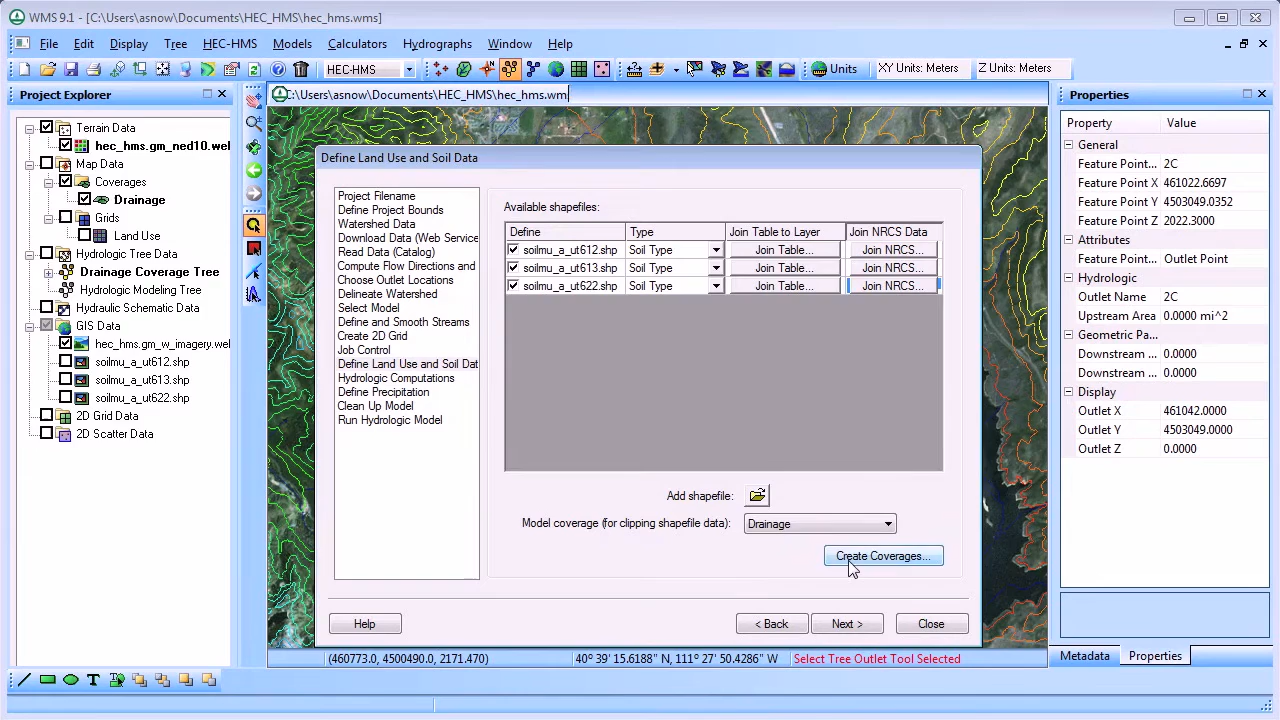 WMS 9.1 - [C:\Users\asnow\Documents\HEC_HMS\hec_hms.wms]
File Edit Display Tree HEC-HMS Models Calculators Hydrographs Window Help
HEC-HMS Units XY Units: Meters Z Units: Meters
Project Explorer
Terrain Data
hec_hms.gm_ned10.wel
Map Data
Coverages
Drainage
Grids
Land Use
Hydrologic Terrain Data
Drainage Coverage Tree
Hydrologic Modeling Tree
Hydraulic Schematic Data
GIS Data
hec_hms.gm_w_imagery.wel
soilmu_a_ut612.shp
soilmu_a_ut613.shp
soilmu_a_ut622.shp
2D Grid Data
2D Scatter Data
C:\Users\asnow\Documents\HEC_HMS\hec_hms.wms
Define Land Use and Soil Data
Project Filename
Define Project Bounds
Watershed Data
Download Data (Web Service
Read Data (Catalog)
Compute Flow Directions and
Choose Outlet Locations
Delineate Watershed
Select Model
Define and Smooth Streams
Create 2D Grid
Job Control
Define Land Use and Soil Dat
Hydrologic Computations
Define Precipitation
Clean Up Model
Run Hydrologic Model
Available shapefiles:
Define Type Join Table to Layer Join NRCS Data
soilmu_a_ut612.shp Soil Type Join Table... Join NRCS...
soilmu_a_ut613.shp Soil Type Join Table... Join NRCS...
soilmu_a_ut622.shp Soil Type Join Table... Join NRCS...
Add shapefile:
Model coverage (for clipping shapefile data): Drainage
Create Coverages...
Help < Back Next > Close
(460773.0, 4500490.0, 2171.470) 40º 39' 15.6188" N, 111º 27' 50.4286" W Select Tree Outlet Tool Selected
Properties
Property Value
General
Feature Point... 2C
Feature Point X 461022.6697
Feature Point Y 4503049.0352
Feature Point Z 2022.3000
Attributes
Feature Point... Outlet Point
Hydrologic
Outlet Name 2C
Upstream Area 0.0000 mi^2
Geometric Pa...
Downstream ... 0.0000
Downstream ... 0.0000
Display
Outlet X 461042.0000
Outlet Y 4503049.0000
Outlet Z 0.0000
Metadata Properties
T